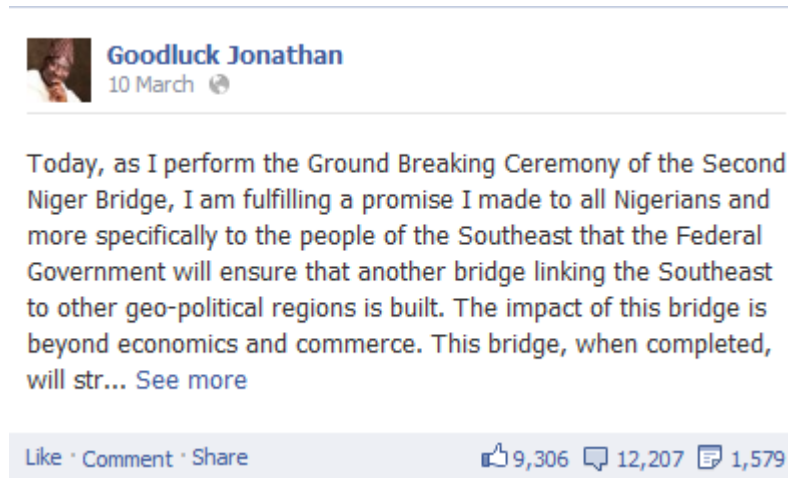 Goodluck Jonathan
10 March
Today, as I perform the Ground Breaking Ceremony of the Second
Niger Bridge, I am fulfilling a promise I made to all Nigerians and
more specifically to the people of the Southeast that the Federal
Government will ensure that another bridge linking the Southeast
to other geo-political regions is built. The impact of this bridge is
beyond economics and commerce. This bridge, when completed,
will str... See more
Like · Comment · Share 9,306 12,207 1,579